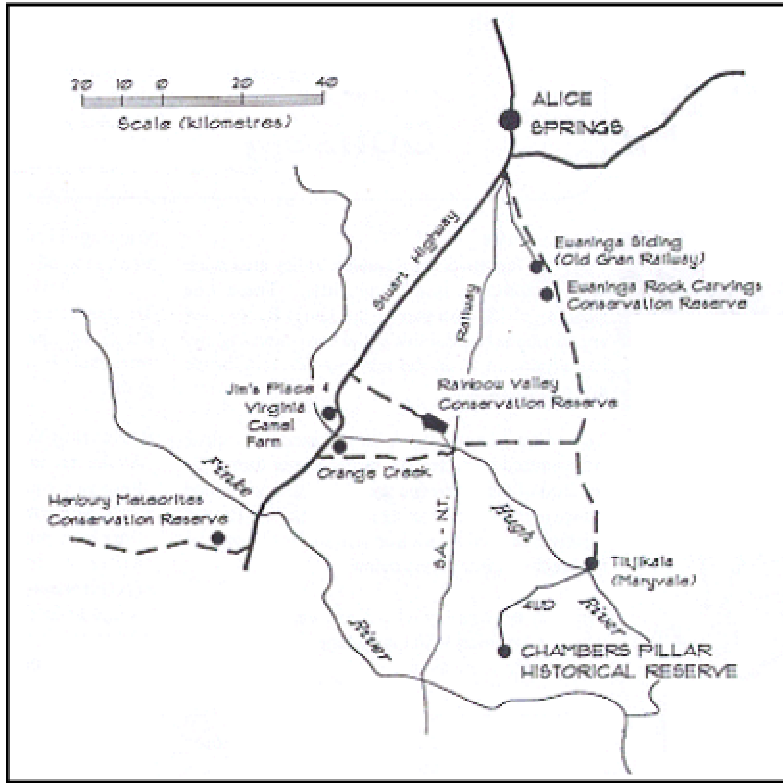 20 10 0 20 40
Scale (kilometres)
ALICE
SPRINGS
Stuart Highway
Ewaninga Siding
(Old Ghan Railway)
Ewaninga Rock Carvings
Conservation Reserve
Railway
Jim's Place &
Virginia
Camel
Farm
Rainbow Valley
Conservation Reserve
Orange Creek
Finke
Henbury Meteorites
Conservation Reserve
S.A. - N.T.
Hugh
Titjikala
(Maryvale)
4WD
River
River
CHAMBERS PILLAR
HISTORICAL RESERVE